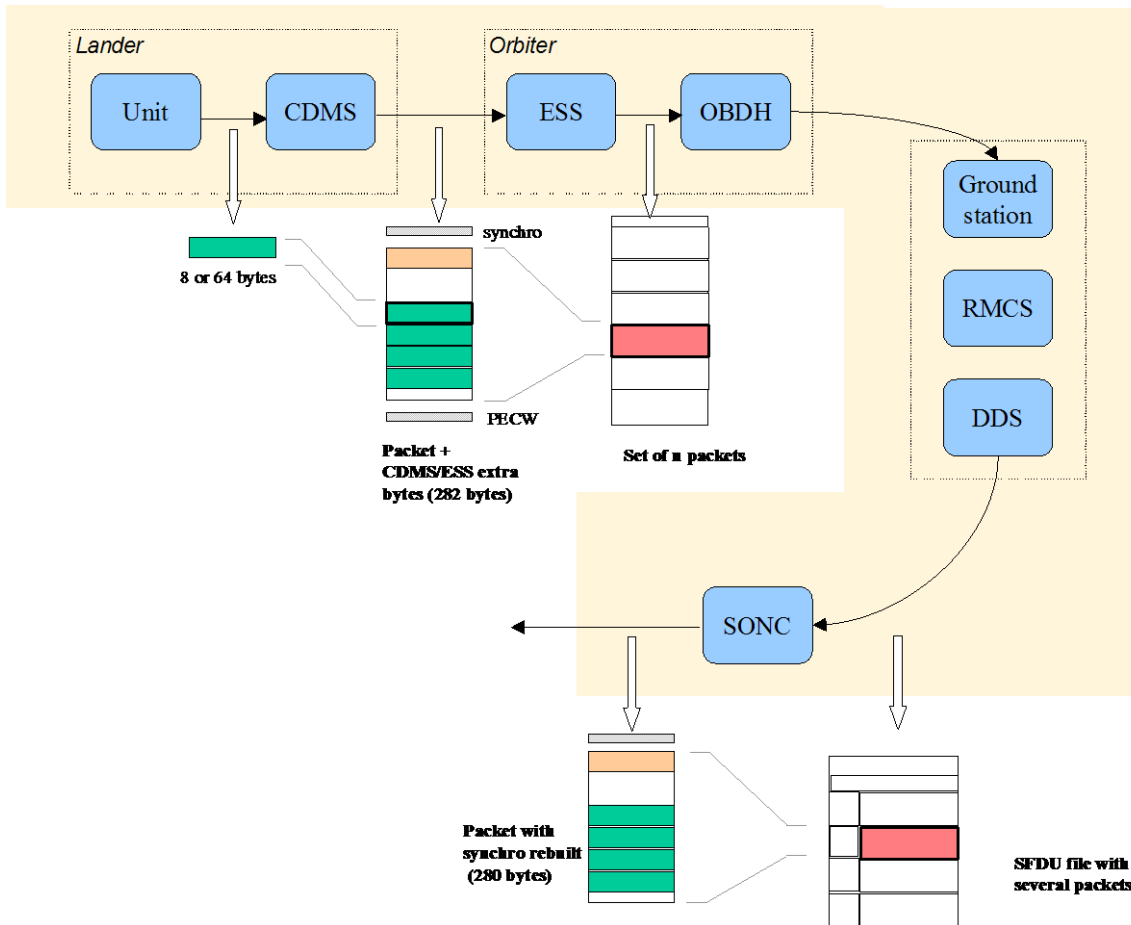 Lander
Orbiter
Unit
CDMS
ESS
OBDH
Ground
station
RMCS
DDS
SONC
synchro
8 or 64 bytes
PECW
Packet +
CDMS/ESS extra
bytes (282 bytes)
Set of n packets
Packet with
synchro rebuilt
(280 bytes)
SFDU file with
several packets